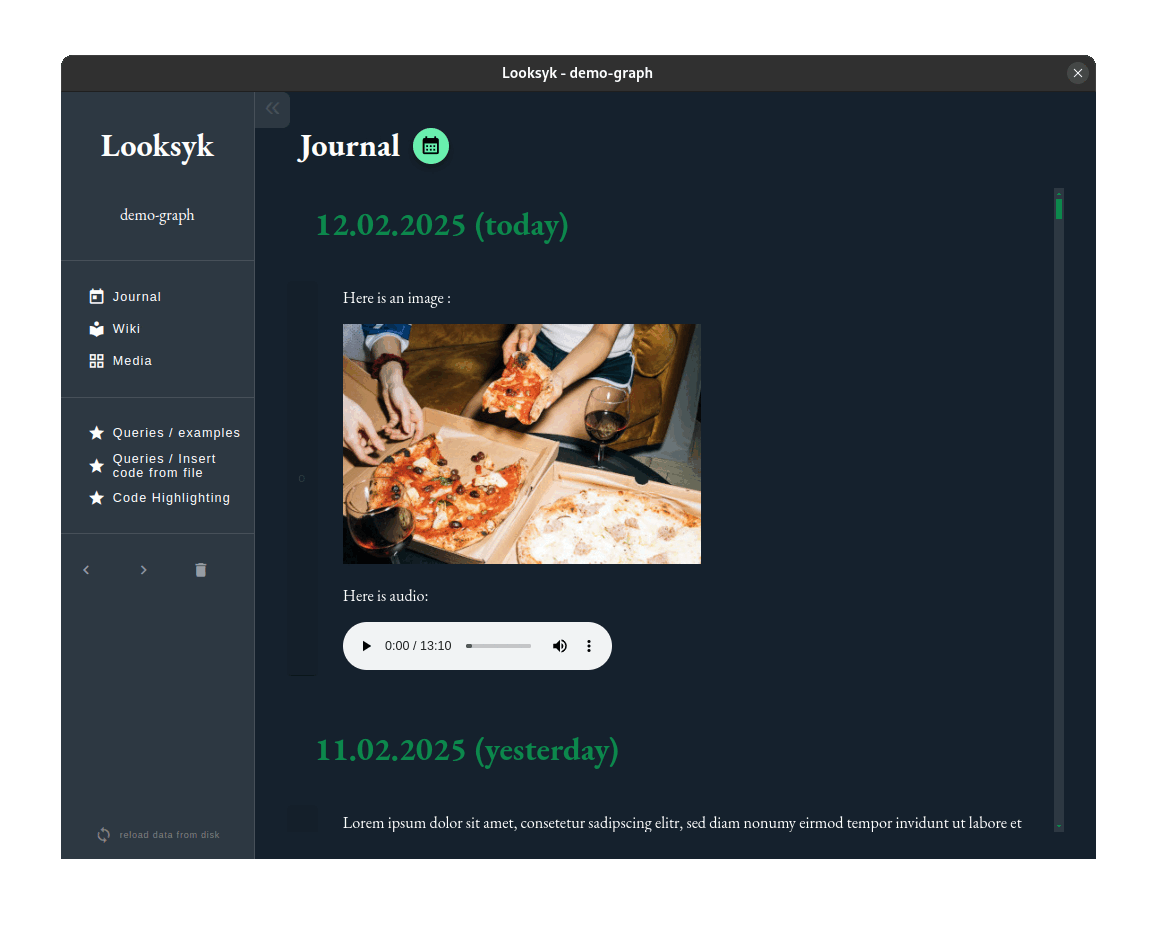 Looksyk - demo-graph
Looksyk
demo-graph
Journal
Wiki
Media
Queries / examples
Queries / Insert
code from file
Code Highlighting
reload data from disk
Journal
12.02.2025 (today)
Here is an image :
Here is audio:
0:00 / 13:10
11.02.2025 (yesterday)
Lorem ipsum dolor sit amet, consetetur sadipscing elitr, sed diam nonumy eirmod tempor invidunt ut labore et